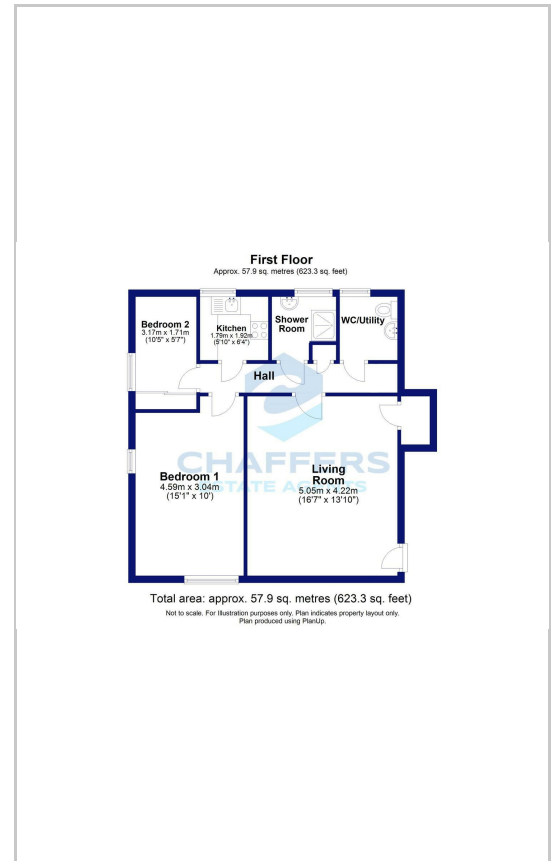 First Floor
Approx. 57.9 sq. metres (623.3 sq. feet)
Bedroom 2
3.17m x 1.71m
(10'5" x 5'7")
Kitchen
1.79m x 1.92m
(5'10" x 6'4")
Shower
Room
WC/Utility
Hall
CHAFFERS
ESTATE AGENTS
Bedroom 1
4.59m x 3.04m
(15'1" x 10')
Living
Room
5.05m x 4.22m
(16'7" x 13'10")
Total area: approx. 57.9 sq. metres (623.3 sq. feet)
Not to scale. For Illustration purposes only. Plan indicates property layout only.
Plan produced using PlanUp.